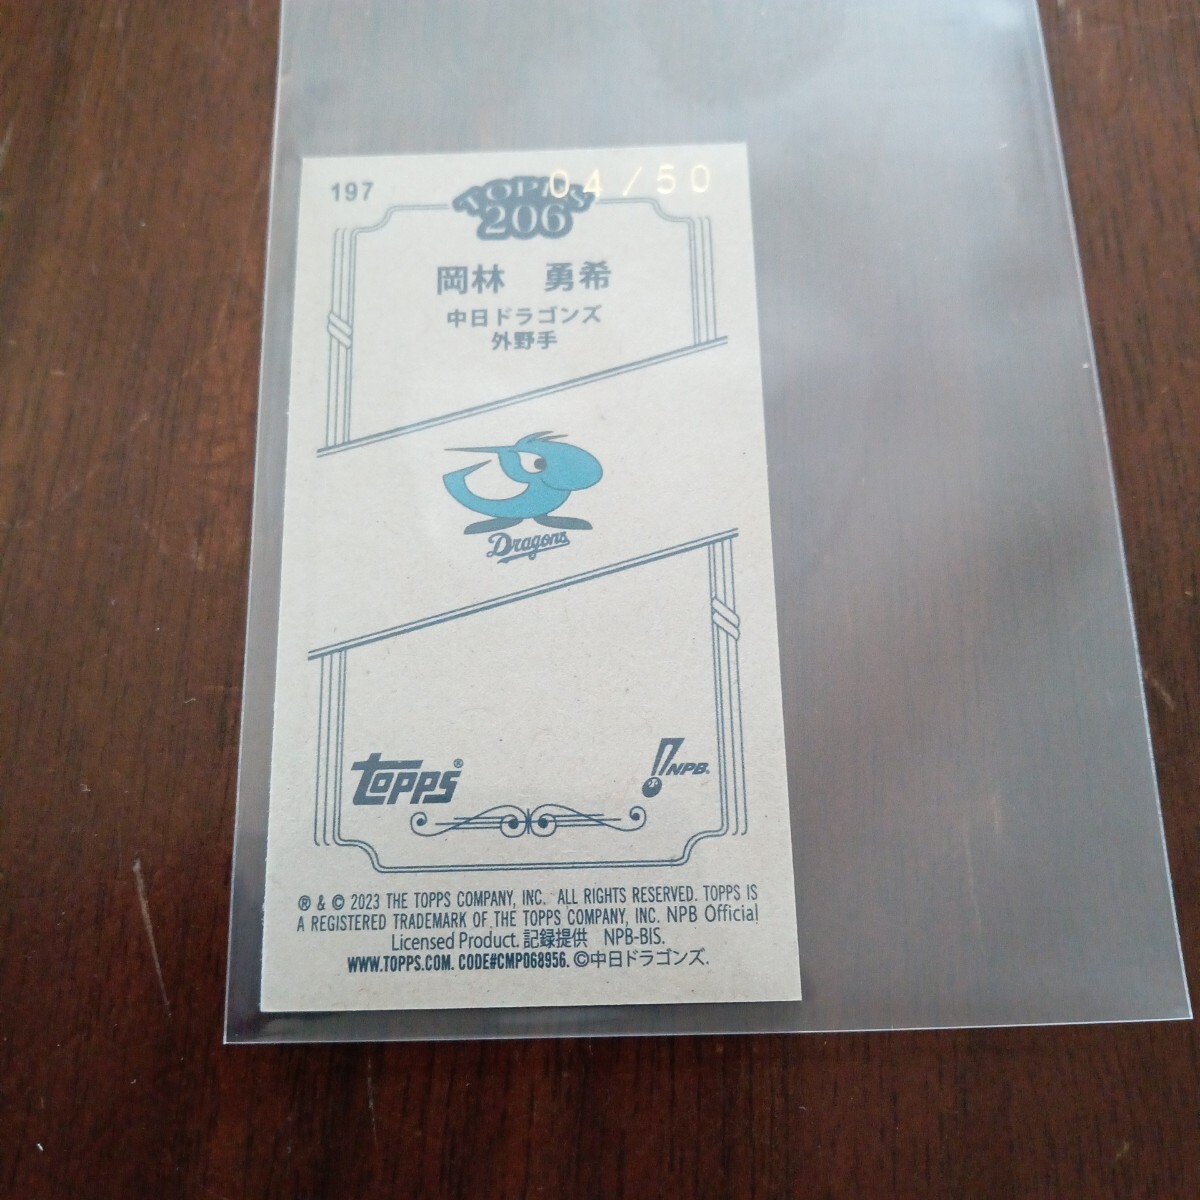 197
TOPPS
04/50
206
岡林 勇希
中日ドラゴンズ
外野手
Dragons
TOPPS®
NPB®
® & © 2023 THE TOPPS COMPANY, INC. ALL RIGHTS RESERVED. TOPPS IS
A REGISTERED TRADEMARK OF THE TOPPS COMPANY, INC. NPB Official
Licensed Product. 記録提供 NPB-BIS.
WWW.TOPPS.COM. CODE#CMP068956. ©中日ドラゴンズ.